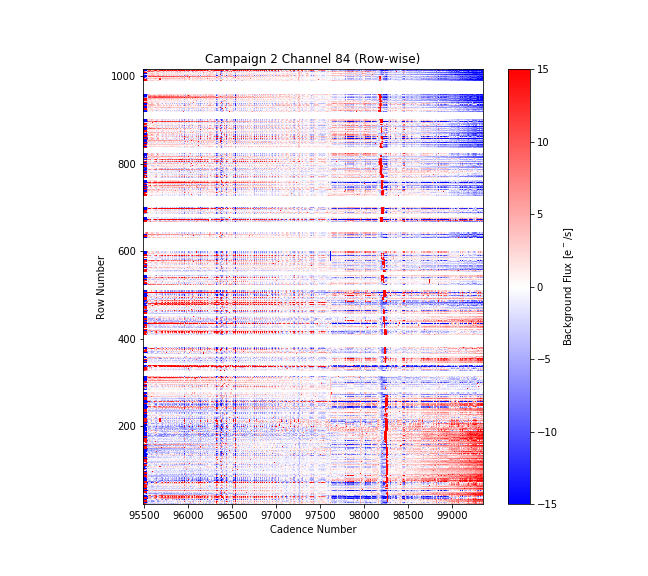 Campaign 2 Channel 84 (Row-wise)
1000
800
600
400
200
Row Number
95500 96000 96500 97000 97500 98000 98500 99000
Cadence Number
15
10
5
0
−5
−10
−15
Background Flux [e⁻/s]